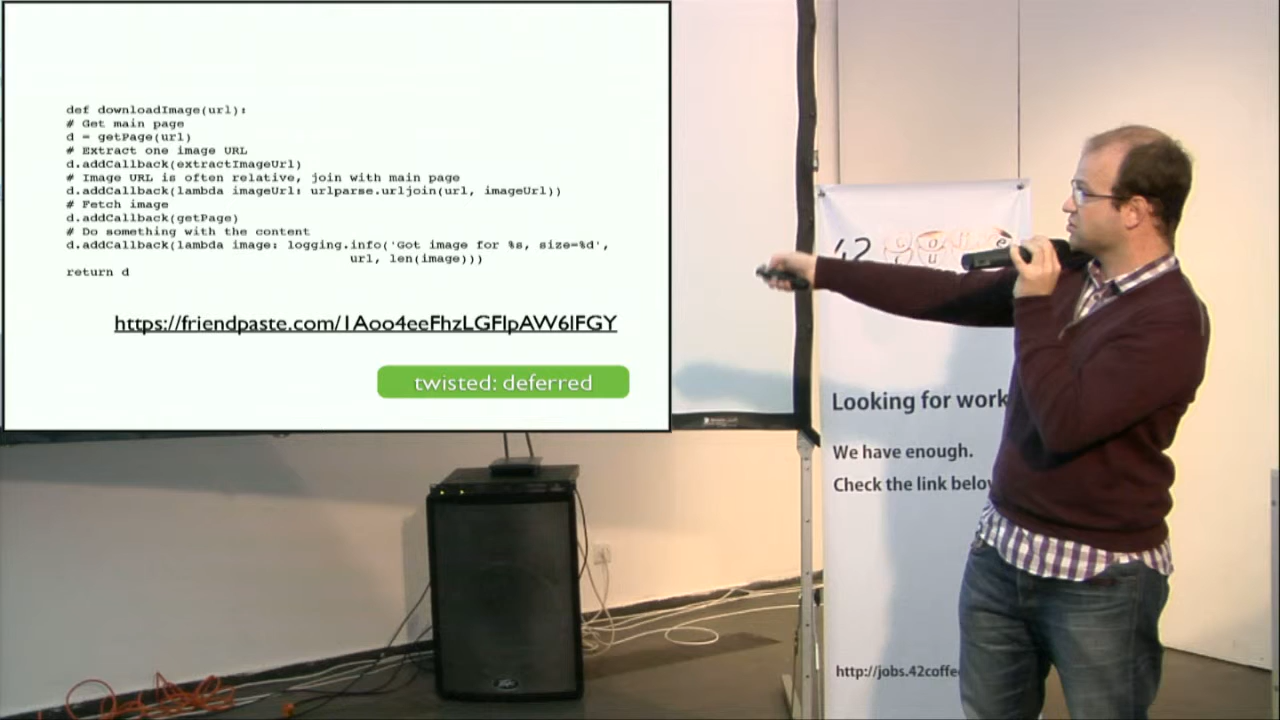 def downloadImage(url):
# Get main page
d = getPage(url)
# Extract one image URL
d.addCallback(extractImageUrl)
# Image URL is often relative, join with main page
d.addCallback(lambda imageUrl: urlparse.urljoin(url, imageUrl))
# Fetch image
d.addCallback(getPage)
# Do something with the content
d.addCallback(lambda image: logging.info('Got image for %s, size=%d',
url, len(image)))
return d
https://friendpaste.com/1Aoo4eeFhzLGFlpAW6lFGY
twisted: deferred
42
Looking for work
We have enough.
Check the link below
http://jobs.42coffe